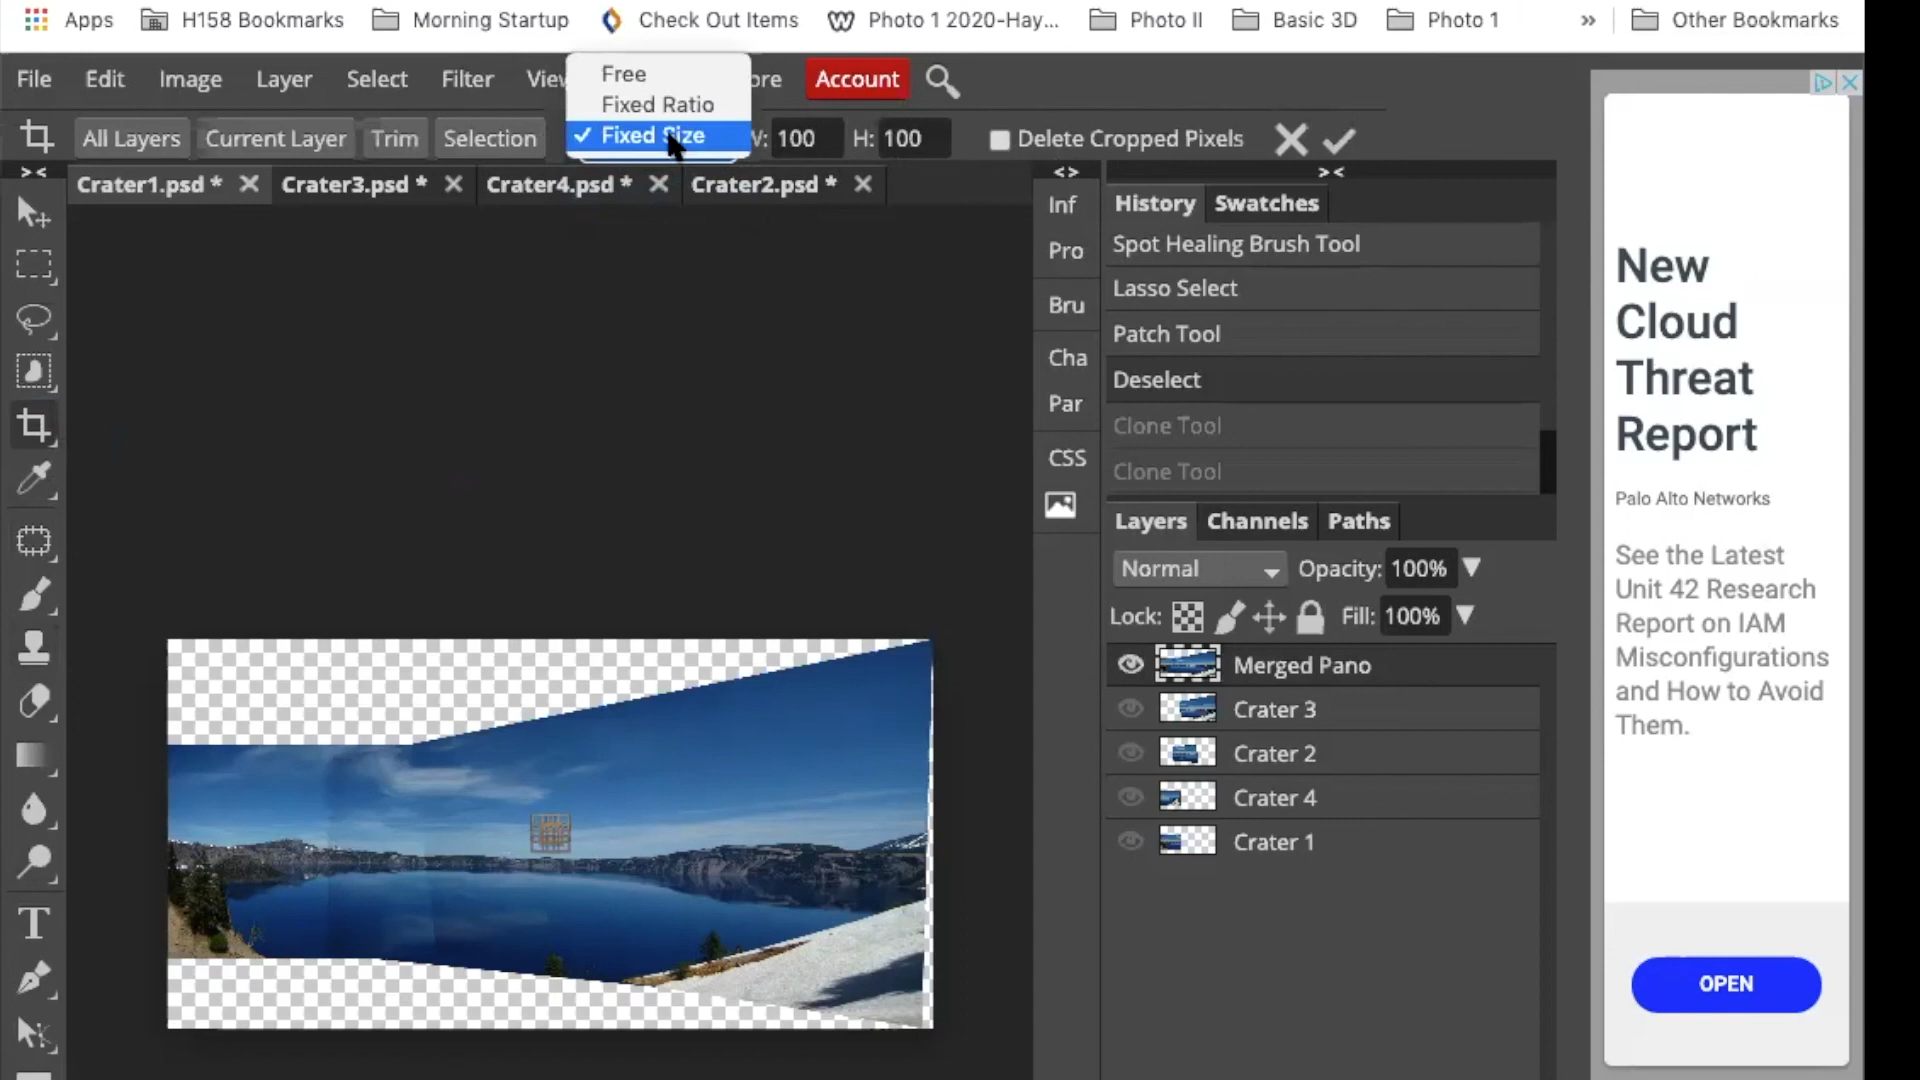 Apps H158 Bookmarks Morning Startup Check Out Items Photo 1 2020-Hay... Photo II Basic 3D Photo 1 » Other Bookmarks
File Edit Image Layer Select Filter View ore Account
Free
Fixed Ratio
✓ Fixed Size
All Layers Current Layer Trim Selection W: 100 H: 100 Delete Cropped Pixels
Crater1.psd * Crater3.psd * Crater4.psd * Crater2.psd *
Inf
Pro
Bru
Cha
Par
CSS
History Swatches
Spot Healing Brush Tool
Lasso Select
Patch Tool
Deselect
Clone Tool
Clone Tool
Layers Channels Paths
Normal Opacity: 100%
Lock: Fill: 100%
Merged Pano
Crater 3
Crater 2
Crater 4
Crater 1
T
New
Cloud
Threat
Report
Palo Alto Networks
See the Latest
Unit 42 Research
Report on IAM
Misconfigurations
and How to Avoid
Them.
OPEN